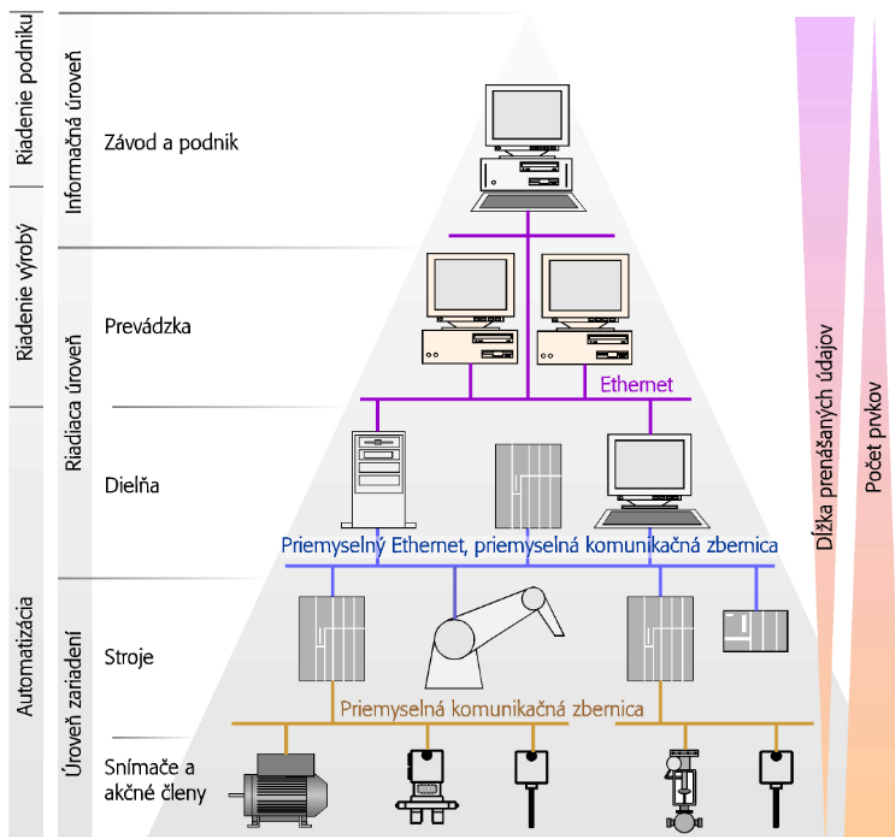 Riadenie podniku
Informačná úroveň
Závod a podnik
Riadenie výroby
Riadiaca úroveň
Prevádzka
Ethernet
Dielňa
Priemyselný Ethernet, priemyselná komunikačná zbernica
Automatizácia
Úroveň zariadení
Stroje
Priemyselná komunikačná zbernica
Snímače a
akčné členy
Dĺžka prenášaných údajov
Počet prvkov